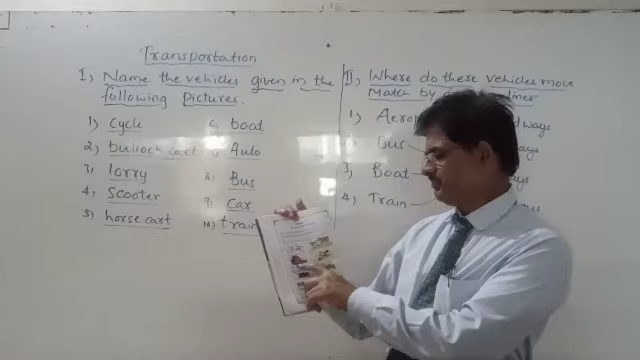 Transportation
I) Name the vehicles given in the
following pictures.
1) cycle
2) bullock cart
3) lorry
4) scooter
5) horse cart
6) boat
7) Auto
8) Bus
9) Car
10) train
II) Where do these vehicles move
Match by
1) Aerop
Bus
3) Boat
4) Train